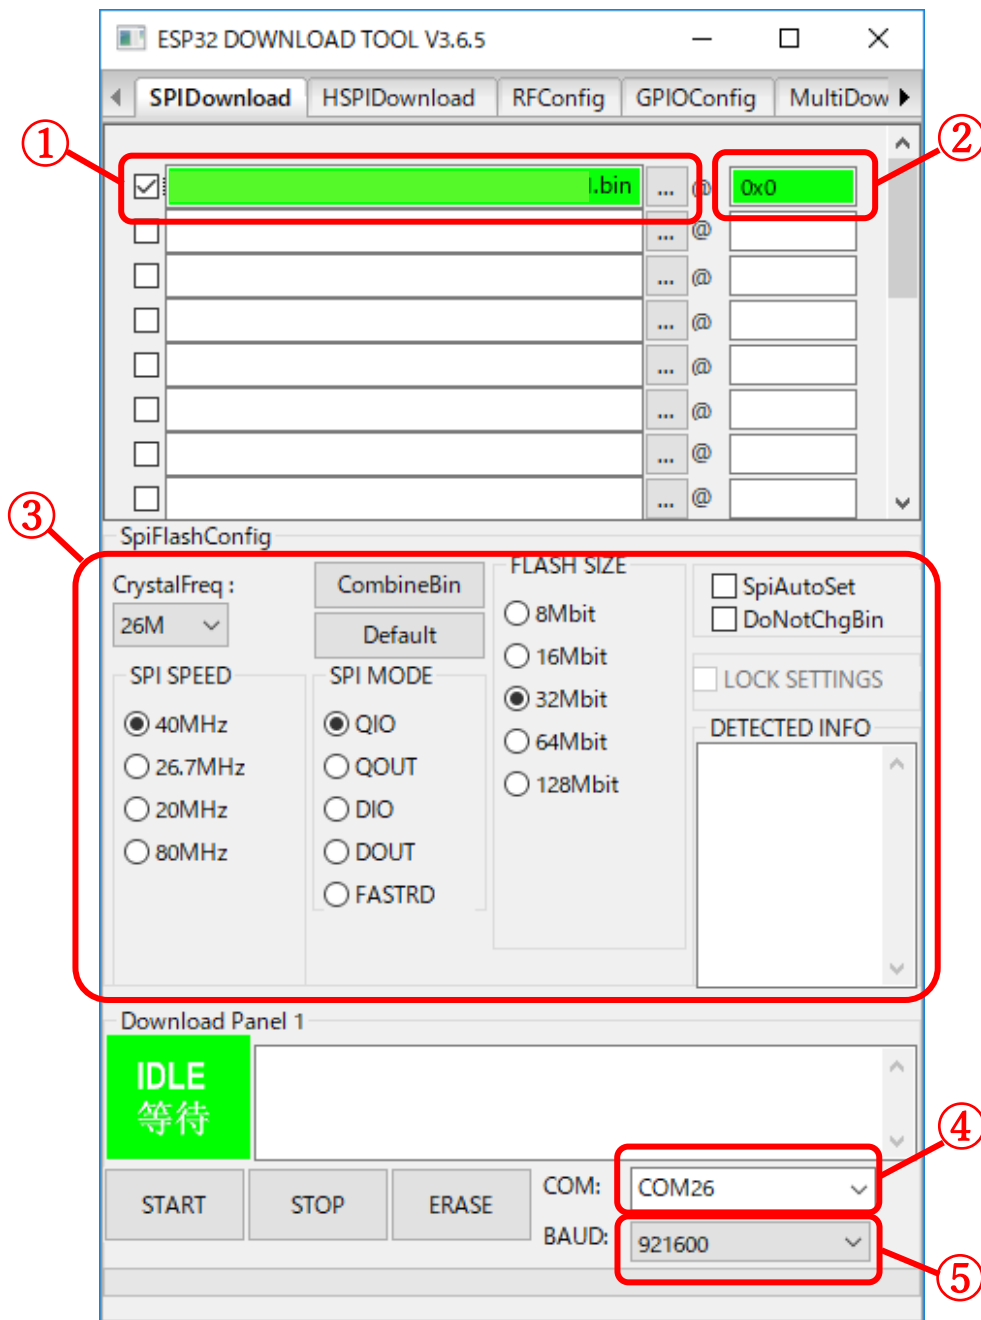 ESP32 DOWNLOAD TOOL V3.6.5
SPIDownload HSPIDownload RFConfig GPIOConfig MultiDow
①
②
.bin ... @ 0x0
... @
... @
... @
... @
... @
... @
... @
③
SpiFlashConfig
CrystalFreq :
26M
CombineBin
Default
SPI SPEED
40MHz
26.7MHz
20MHz
80MHz
SPI MODE
QIO
QOUT
DIO
DOUT
FASTRD
FLASH SIZE
8Mbit
16Mbit
32Mbit
64Mbit
128Mbit
SpiAutoSet
DoNotChgBin
LOCK SETTINGS
DETECTED INFO
Download Panel 1
IDLE
等待
④
START STOP ERASE
COM: COM26
BAUD: 921600
⑤